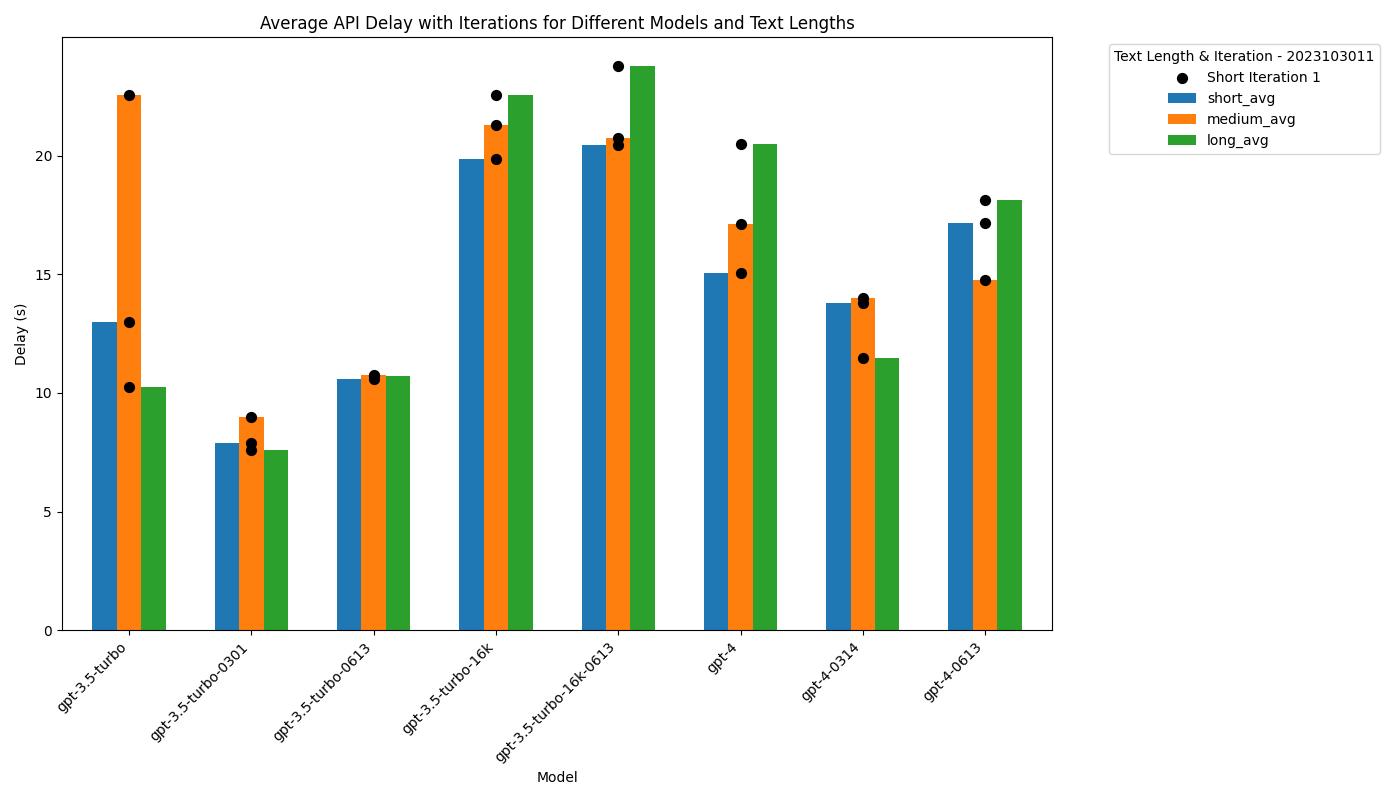 Average API Delay with Iterations for Different Models and Text Lengths
Text Length & Iteration - 2023103011
Short Iteration 1
short_avg
medium_avg
long_avg
Delay (s)
20
15
10
5
0
gpt-3.5-turbo
gpt-3.5-turbo-0301
gpt-3.5-turbo-0613
gpt-3.5-turbo-16k
gpt-3.5-turbo-16k-0613
gpt-4
gpt-4-0314
gpt-4-0613
Model